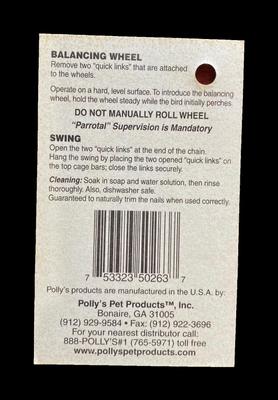 BALANCING WHEEL
Remove two "quick links" that are attached
to the wheels.
Operate on a hard, level surface. To introduce the balancing
wheel, hold the wheel steady while the bird initially perches.
DO NOT MANUALLY ROLL WHEEL
"Parrotal" Supervision is Mandatory
SWING
Open the two "quick links" at the end of the chain.
Hang the swing by placing the two opened "quick links" on
the top cage bars; close the links securely.
Cleaning: Soak in soap and water solution, then rinse
thoroughly. Also, dishwasher safe.
Guaranteed to naturally trim the nails when used correctly.
7 53323 50263 7
Polly's products are manufactured in the U.S.A. by:
Polly's Pet Products™, Inc.
Bonaire, GA 31005
(912) 929-9584 • Fax: (912) 922-3696
For your nearest distributor call:
888-POLLY'S#1 (765-5971) toll free
www.pollyspetproducts.com